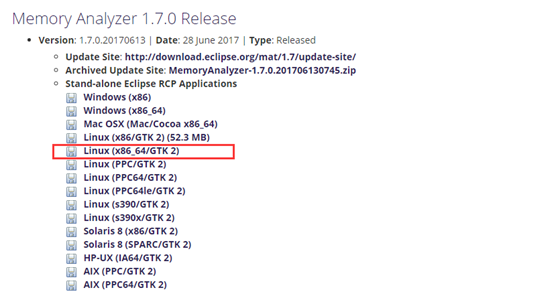 Memory Analyzer 1.7.0 Release
Version: 1.7.0.20170613 | Date: 28 June 2017 | Type: Released
Update Site: http://download.eclipse.org/mat/1.7/update-site/
Archived Update Site: MemoryAnalyzer-1.7.0.201706130745.zip
Stand-alone Eclipse RCP Applications
Windows (x86)
Windows (x86_64)
Mac OSX (Mac/Cocoa x86_64)
Linux (x86/GTK 2) (52.3 MB)
Linux (x86_64/GTK 2)
Linux (PPC/GTK 2)
Linux (PPC64/GTK 2)
Linux (PPC64le/GTK 2)
Linux (s390/GTK 2)
Linux (s390x/GTK 2)
Solaris 8 (x86/GTK 2)
Solaris 8 (SPARC/GTK 2)
HP-UX (IA64/GTK 2)
AIX (PPC/GTK 2)
AIX (PPC64/GTK 2)